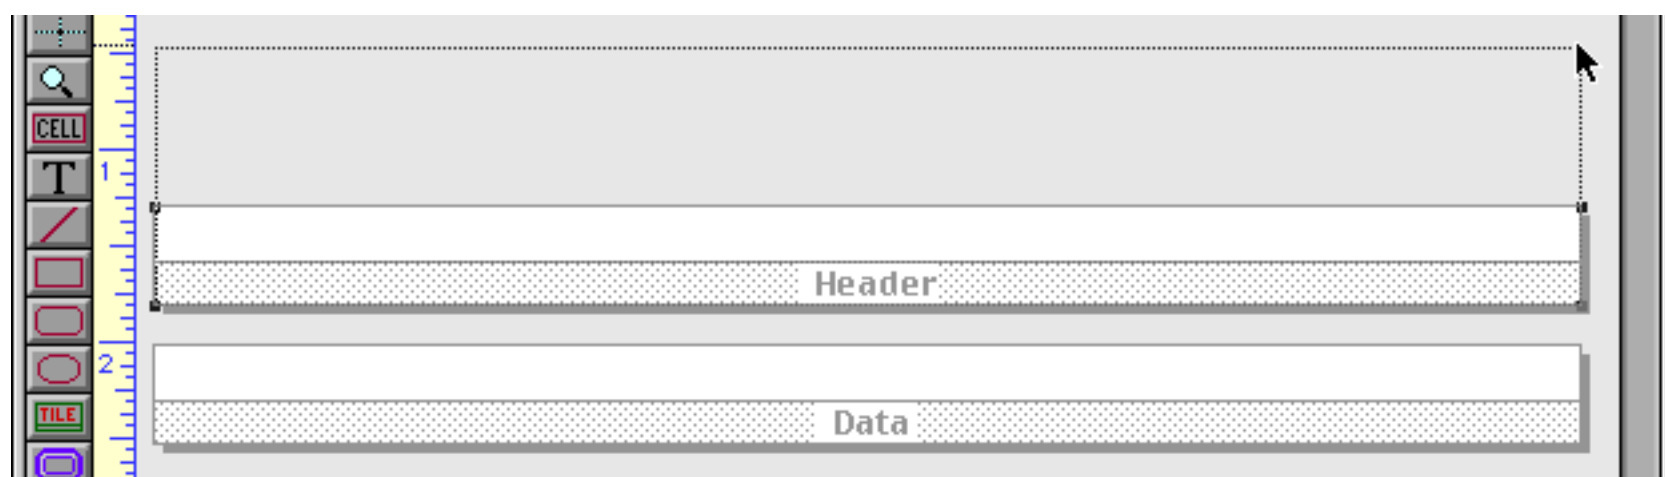 CELL
T
1
Header
2
Data
TILE